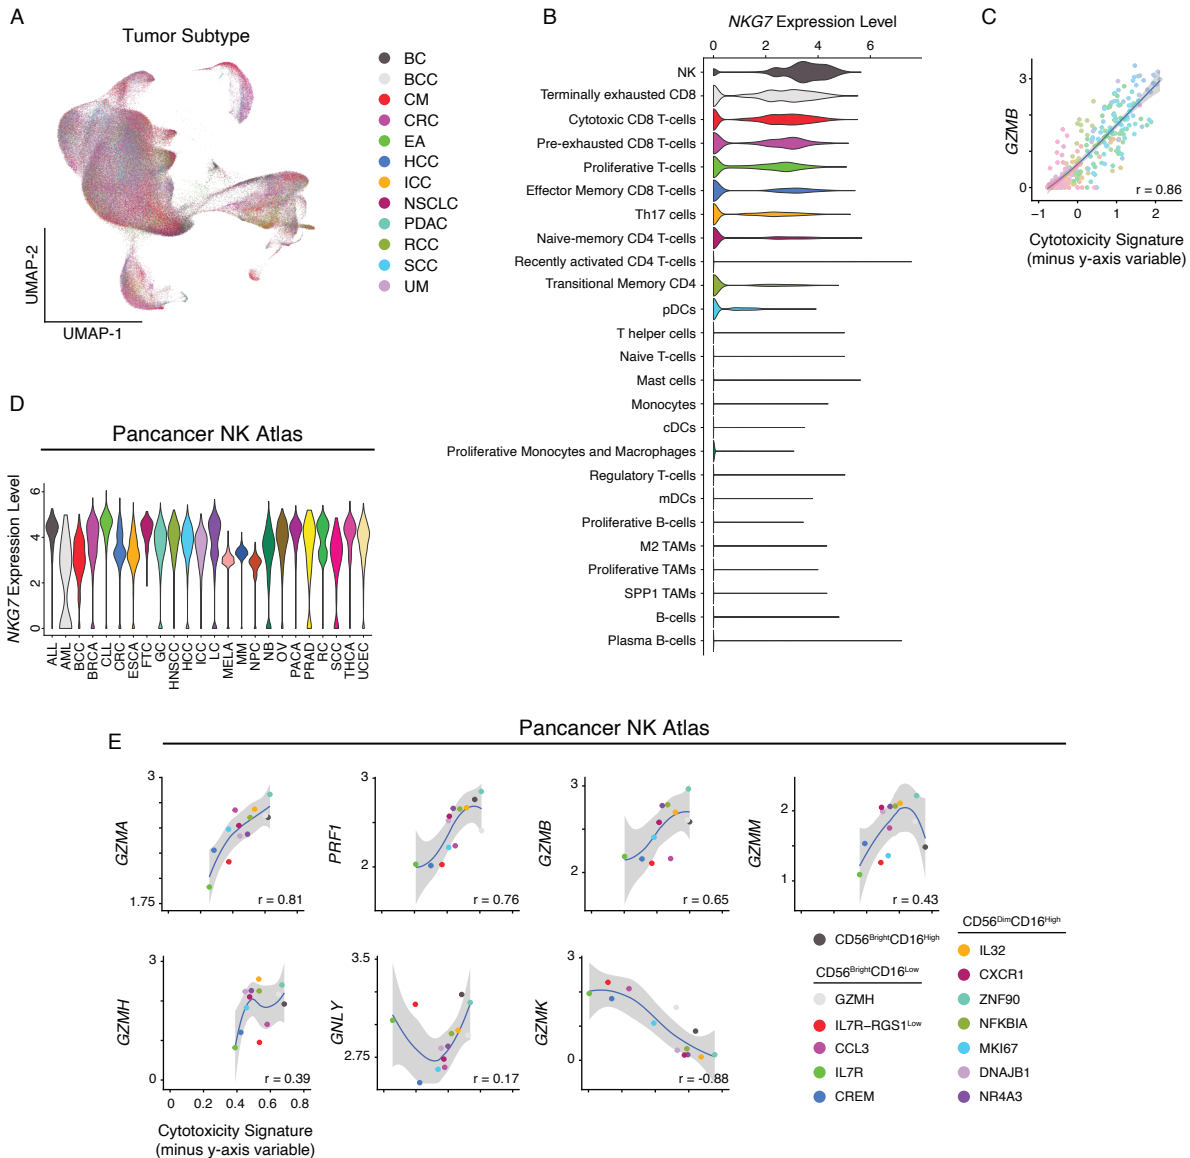 A
Tumor Subtype
UMAP-2
UMAP-1
BC
BCC
CM
CRC
EA
HCC
ICC
NSCLC
PDAC
RCC
SCC
UM
B
NKG7 Expression Level
0 2 4 6
NK
Terminally exhausted CD8
Cytotoxic CD8 T-cells
Pre-exhausted CD8 T-cells
Proliferative T-cells
Effector Memory CD8 T-cells
Th17 cells
Naive-memory CD4 T-cells
Recently activated CD4 T-cells
Transitional Memory CD4
pDCs
T helper cells
Naive T-cells
Mast cells
Monocytes
cDCs
Proliferative Monocytes and Macrophages
Regulatory T-cells
mDCs
Proliferative B-cells
M2 TAMs
Proliferative TAMs
SPP1 TAMs
B-cells
Plasma B-cells
C
GZMB
3
2
1
0
r = 0.86
−1 0 1 2
Cytotoxicity Signature
(minus y-axis variable)
D
Pancancer NK Atlas
NKG7 Expression Level
6
4
2
0
ALL
AML
BCC
BRCA
CLL
CRC
ESCA
FTC
GC
HNSCC
HCC
ICC
LC
MELA
MM
NPC
NB
OV
PACA
PRAD
RC
SCC
THCA
UCEC
E
Pancancer NK Atlas
GZMA
3
1.75
r = 0.81
PRF1
3
2
r = 0.76
GZMB
3
2
r = 0.65
GZMM
2
1
r = 0.43
GZMH
3
0
r = 0.39
0 0.2 0.4 0.6 0.8
Cytotoxicity Signature
(minus y-axis variable)
GNLY
3.5
2.75
r = 0.17
GZMK
3
0
r = -0.88
CD56BrightCD16High
CD56BrightCD16Low
GZMH
IL7R−RGS1Low
CCL3
IL7R
CREM
CD56DimCD16High
IL32
CXCR1
ZNF90
NFKBIA
MKI67
DNAJB1
NR4A3